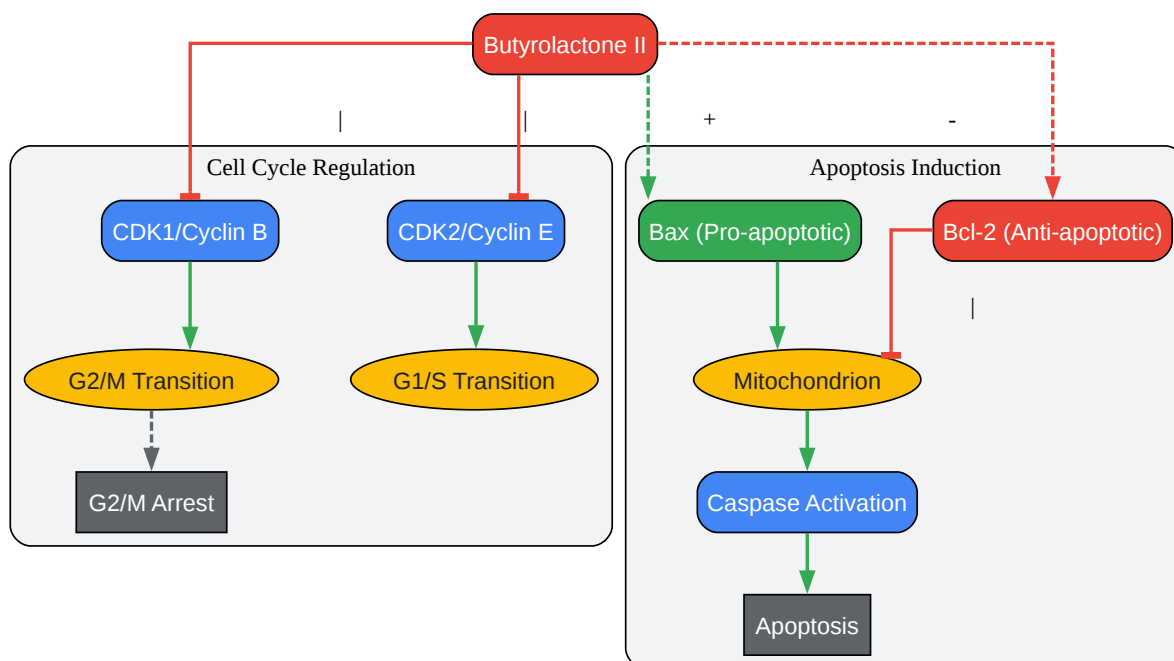 Butyrolactone II
| | + -
Cell Cycle Regulation
Apoptosis Induction
CDK1/Cyclin B
CDK2/Cyclin E
Bax (Pro-apoptotic)
Bcl-2 (Anti-apoptotic)
|
G2/M Transition
G1/S Transition
Mitochondrion
G2/M Arrest
Caspase Activation
Apoptosis